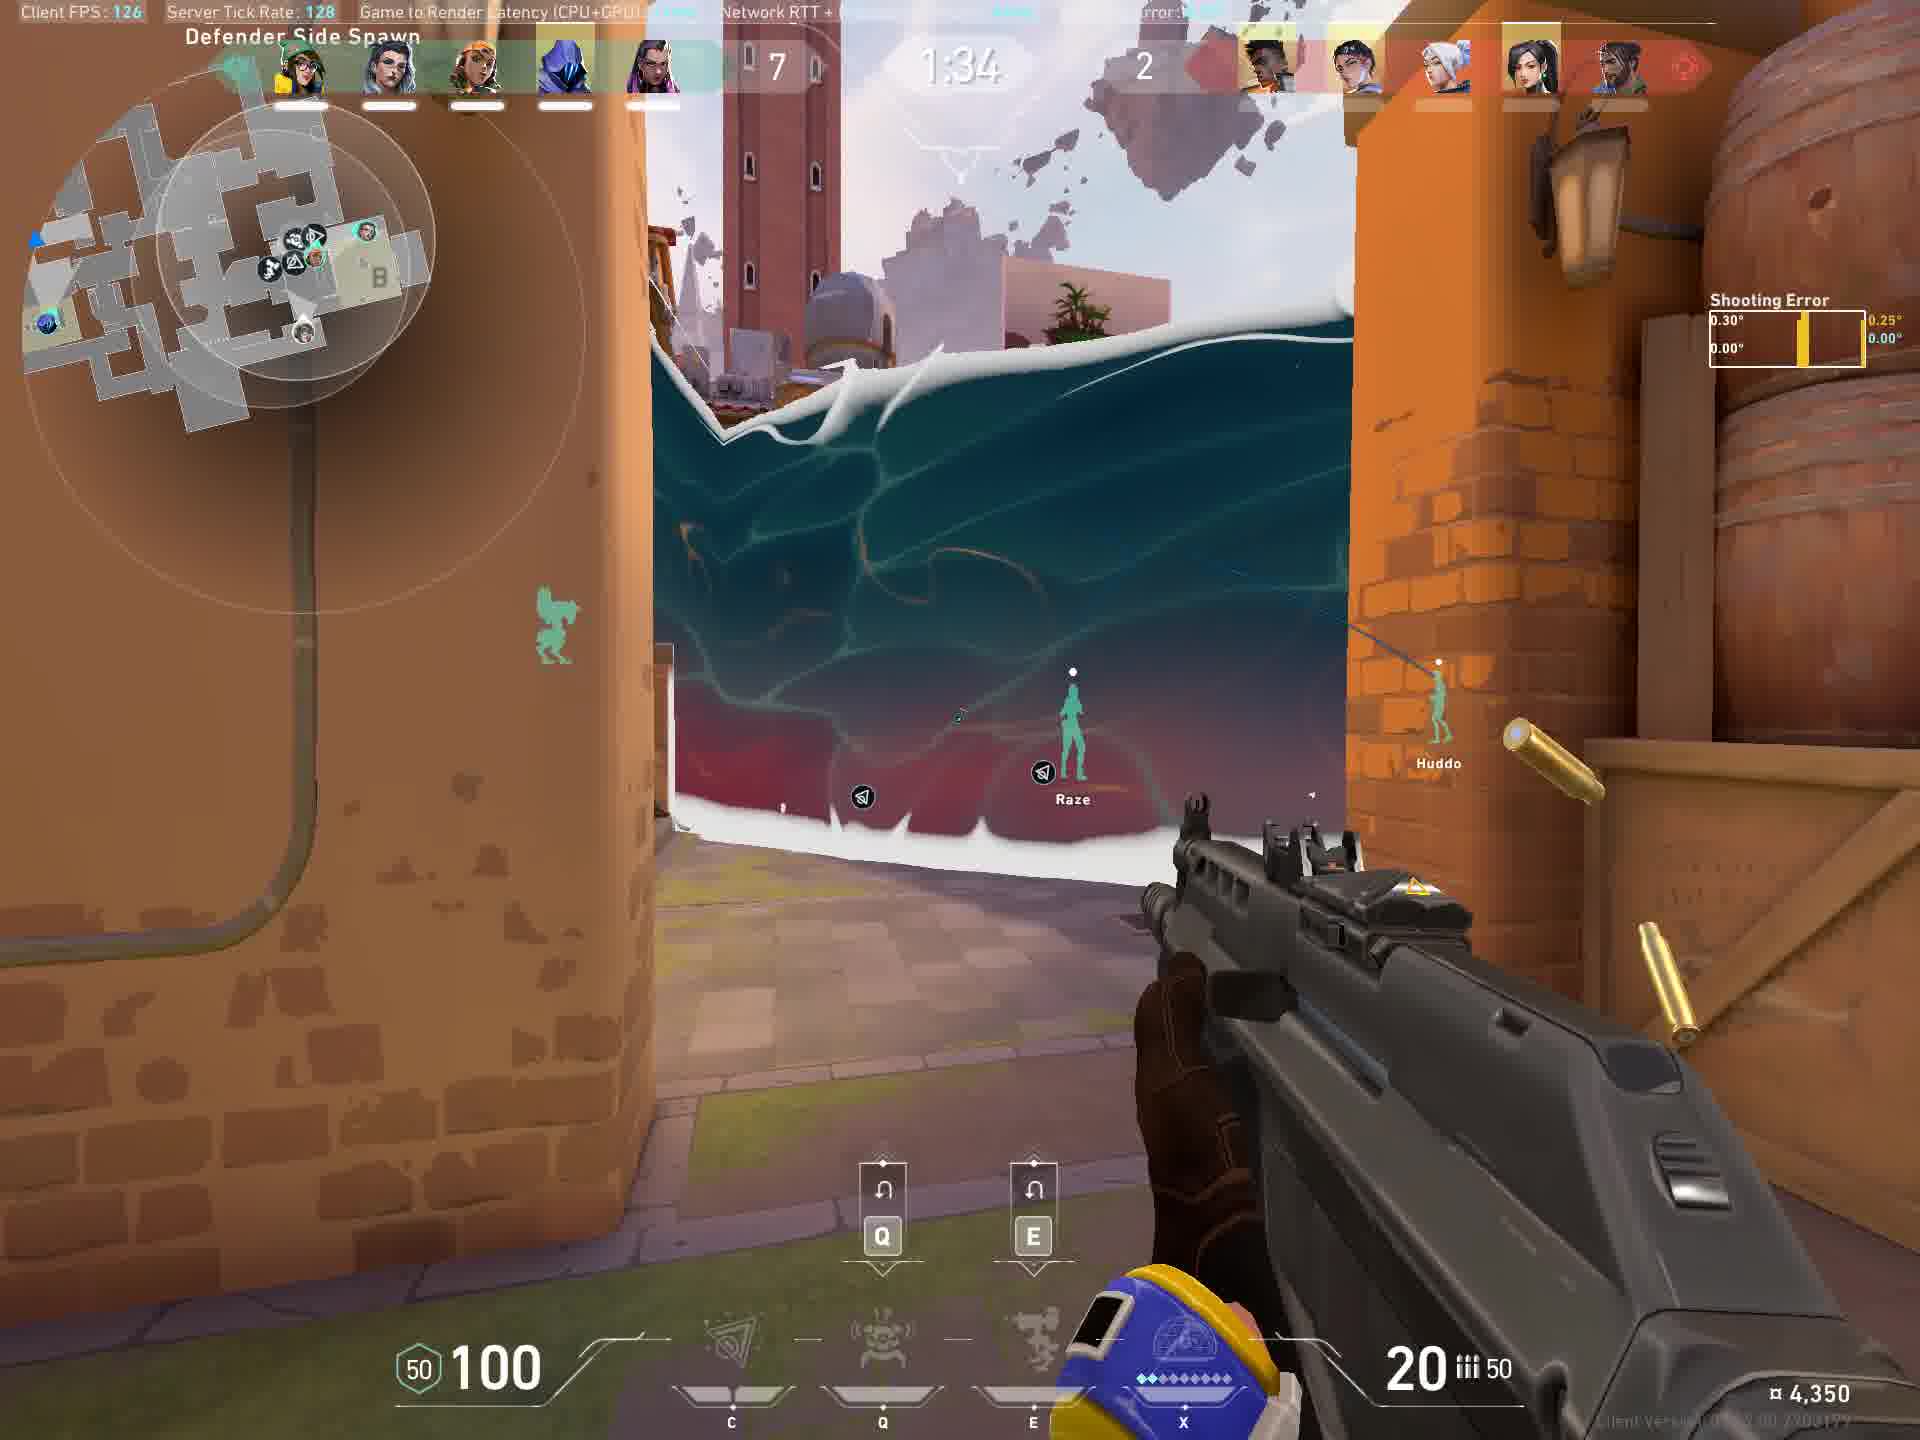 Client FPS: 126 Server Tick Rate: 128 Game to Render Latency (CPU+GPU): Network RTT +
Defender Side Spawn
7 1:34 2
B
Shooting Error
0.30° 0.25°
0.00°
0.00°
Huddo
Raze
Q E
50 100
20 50
¤ 4,350
C Q E X